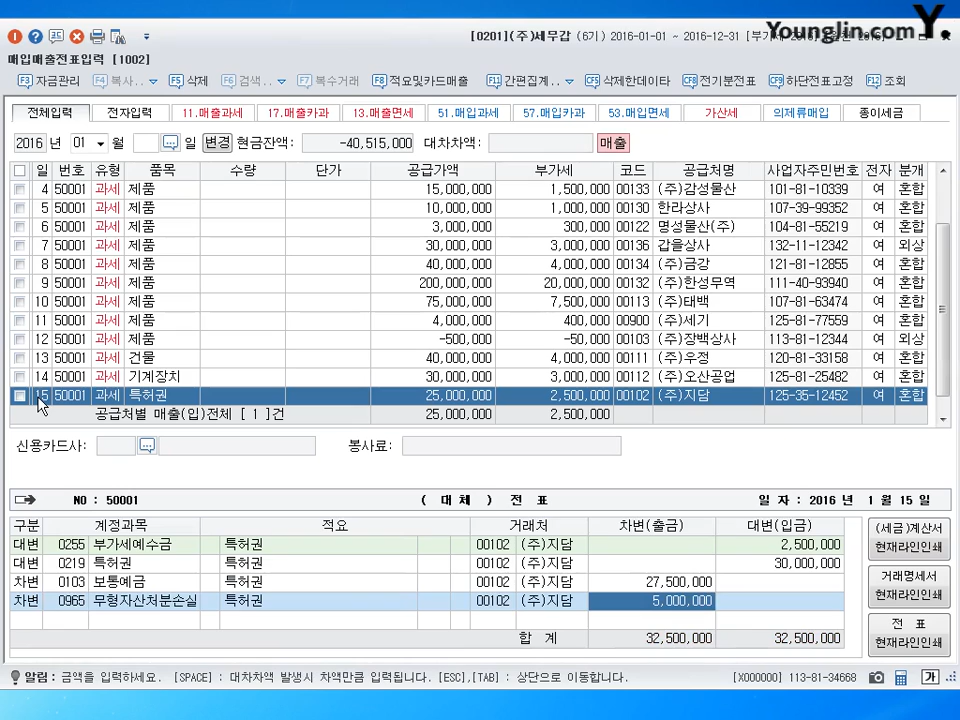 Younglin.com Y.
[0201](주)세무갑 (6기) 2016-01-01 ~ 2016-12-31
매입매출전표입력 [1002]
F3 자금관리 F4 복사.. F5 삭제 F6 검색.. F7 복수거래 F8 적요및카드매출 F11 간편집계.. CF5 삭제한데이타 CF8 전기분전표 CF9 하단전표고정 F12 조회
전체입력 전자입력 11.매출과세 17.매출카과 13.매출면세 51.매입과세 57.매입카과 53.매입면세 가산세 의제류매입 종이세금
2016 년 01 월 일 변경 현금잔액: -40,515,000 대차차액: 매출
일 번호 유형 품목 수량 단가 공급가액 부가세 코드 공급처명 사업자주민번호 전자 분개
4 50001 과세 제품 15,000,000 1,500,000 00133 (주)감성물산 101-81-10339 여 혼합
5 50001 과세 제품 10,000,000 1,000,000 00130 한라상사 107-39-99352 여 혼합
6 50001 과세 제품 3,000,000 300,000 00122 명성물산(주) 104-81-55219 여 혼합
7 50001 과세 제품 30,000,000 3,000,000 00136 갑을상사 132-11-12342 여 외상
8 50001 과세 제품 40,000,000 4,000,000 00134 (주)금강 121-81-12855 여 혼합
9 50001 과세 제품 200,000,000 20,000,000 00132 (주)한성무역 111-40-93940 여 혼합
10 50001 과세 제품 75,000,000 7,500,000 00113 (주)태백 107-81-63474 여 혼합
11 50001 과세 제품 4,000,000 400,000 00900 (주)세기 125-81-77559 여 혼합
12 50001 과세 제품 -500,000 -50,000 00103 (주)장백상사 113-81-12344 여 외상
13 50001 과세 건물 40,000,000 4,000,000 00111 (주)우정 120-81-33158 여 혼합
14 50001 과세 기계장치 30,000,000 3,000,000 00112 (주)오산공업 125-81-25482 여 혼합
15 50001 과세 특허권 25,000,000 2,500,000 00102 (주)지담 125-35-12452 여 혼합
공급처별 매출(입)전체 [ 1 ]건 25,000,000 2,500,000
신용카드사: 봉사료:
NO : 50001 ( 대 체 ) 전 표 일 자 : 2016 년 1 월 15 일
구분 계정과목 적요 거래처 차변(출금) 대변(입금)
대변 0255 부가세예수금 특허권 00102 (주)지담 2,500,000
대변 0219 특허권 특허권 00102 (주)지담 30,000,000
차변 0103 보통예금 특허권 00102 (주)지담 27,500,000
차변 0965 무형자산처분손실 특허권 00102 (주)지담 5,000,000
합 계 32,500,000 32,500,000
(세금)계산서
현재라인인쇄
거래명세서
현재라인인쇄
전 표
현재라인인쇄
알림: 금액을 입력하세요. [SPACE] : 대차차액 발생시 차액만큼 입력됩니다. [ESC],[TAB] : 상단으로 이동합니다. [X000000] 113-81-34668 가